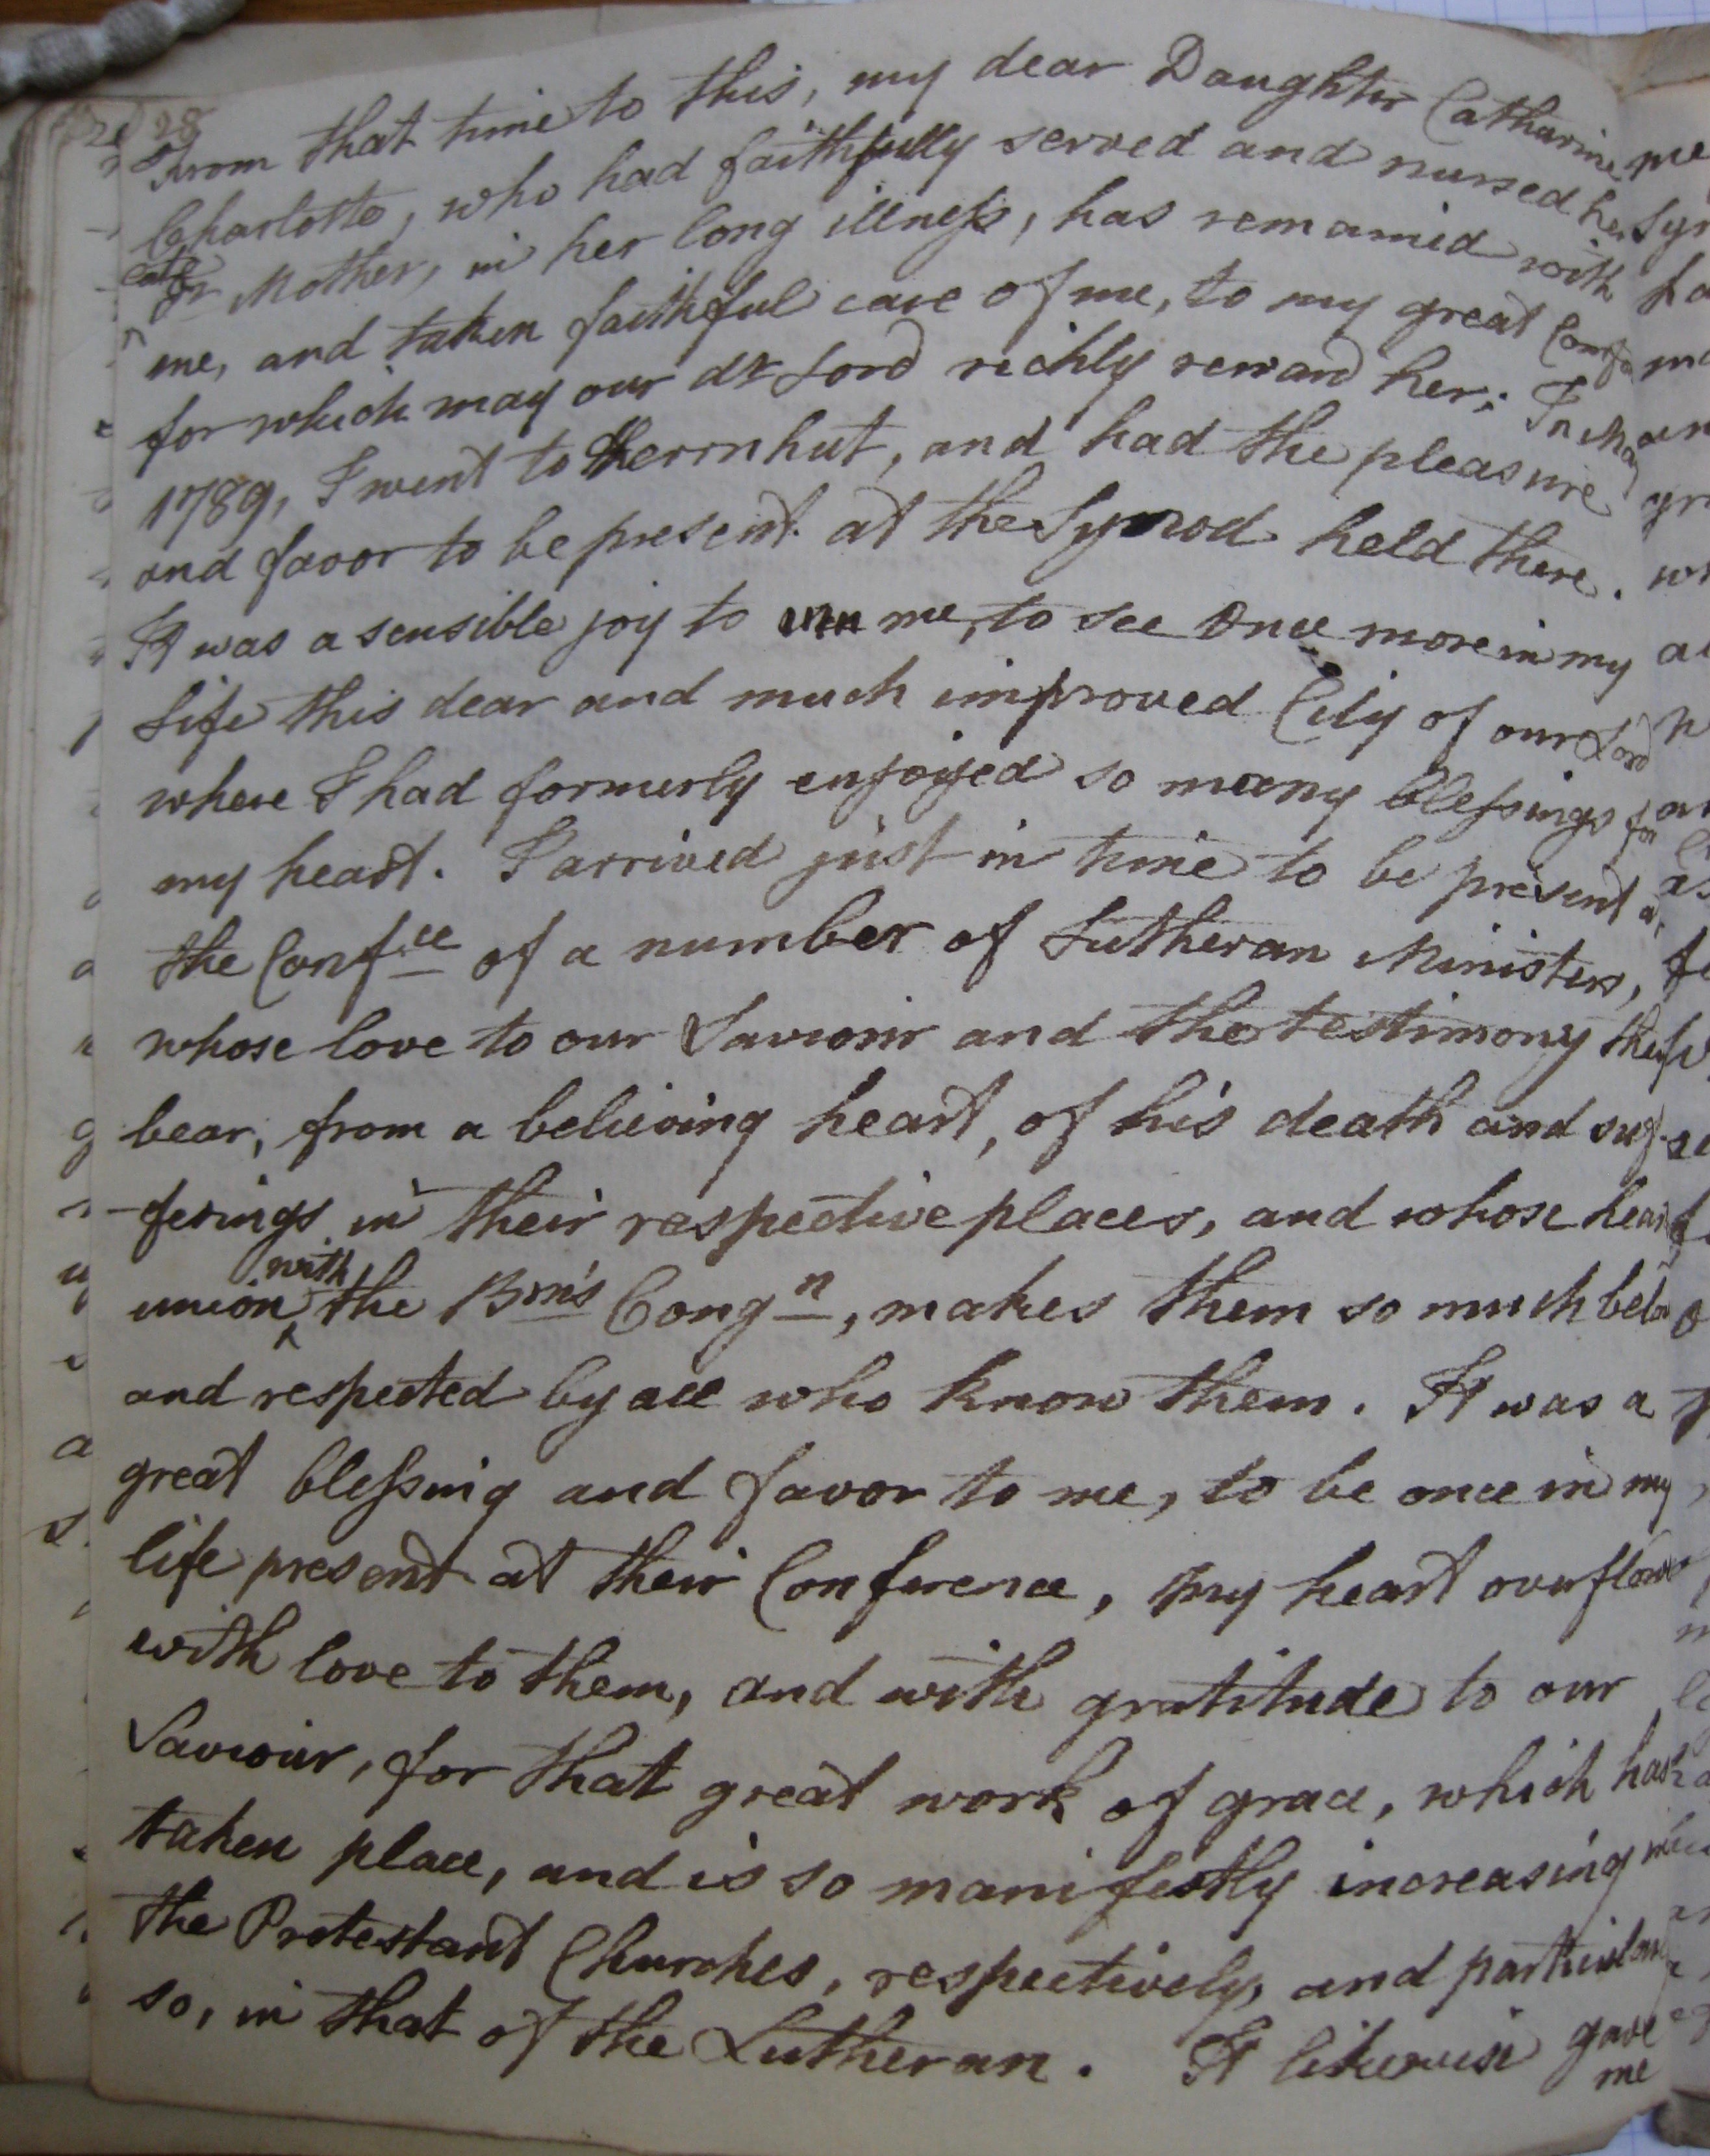 28
From that time to this, my dear Daughter Catharine
Charlotte, who had faithfully served and nursed her
late dr Mother, in her long illness, has remained with
me, and taken faithful care of me, to my great
for which may our dr Lord richly reward her; In May
1789, I went to Herrnhut, and had the pleasure
and favor to be present at the Synod held there.
It was a sensible joy to me, to see once more in my
Life this dear and much improved City of our Lord
where I had formerly enjoyed so many blessings for
my heart. I arrived just in time to be present at
the Confce of a number of Lutheran Ministers,
whose love to our Saviour and the testimony they
bear, from a believing heart, of his death and suf-
-ferings in their respective places, and whose heart
union with the Brn's Congn, makes them so much
and respected by all who know them. It was a
great blessing and favor to me, to be once in my
life present at their Conference, my heart
with love to them, and with gratitude to our
Saviour, for that great work of grace, which has
taken place, and is so manifestly increasing in
the Protestant Churches, respectively, and particularly
so, in that of the Lutheran. It likewise gave
me